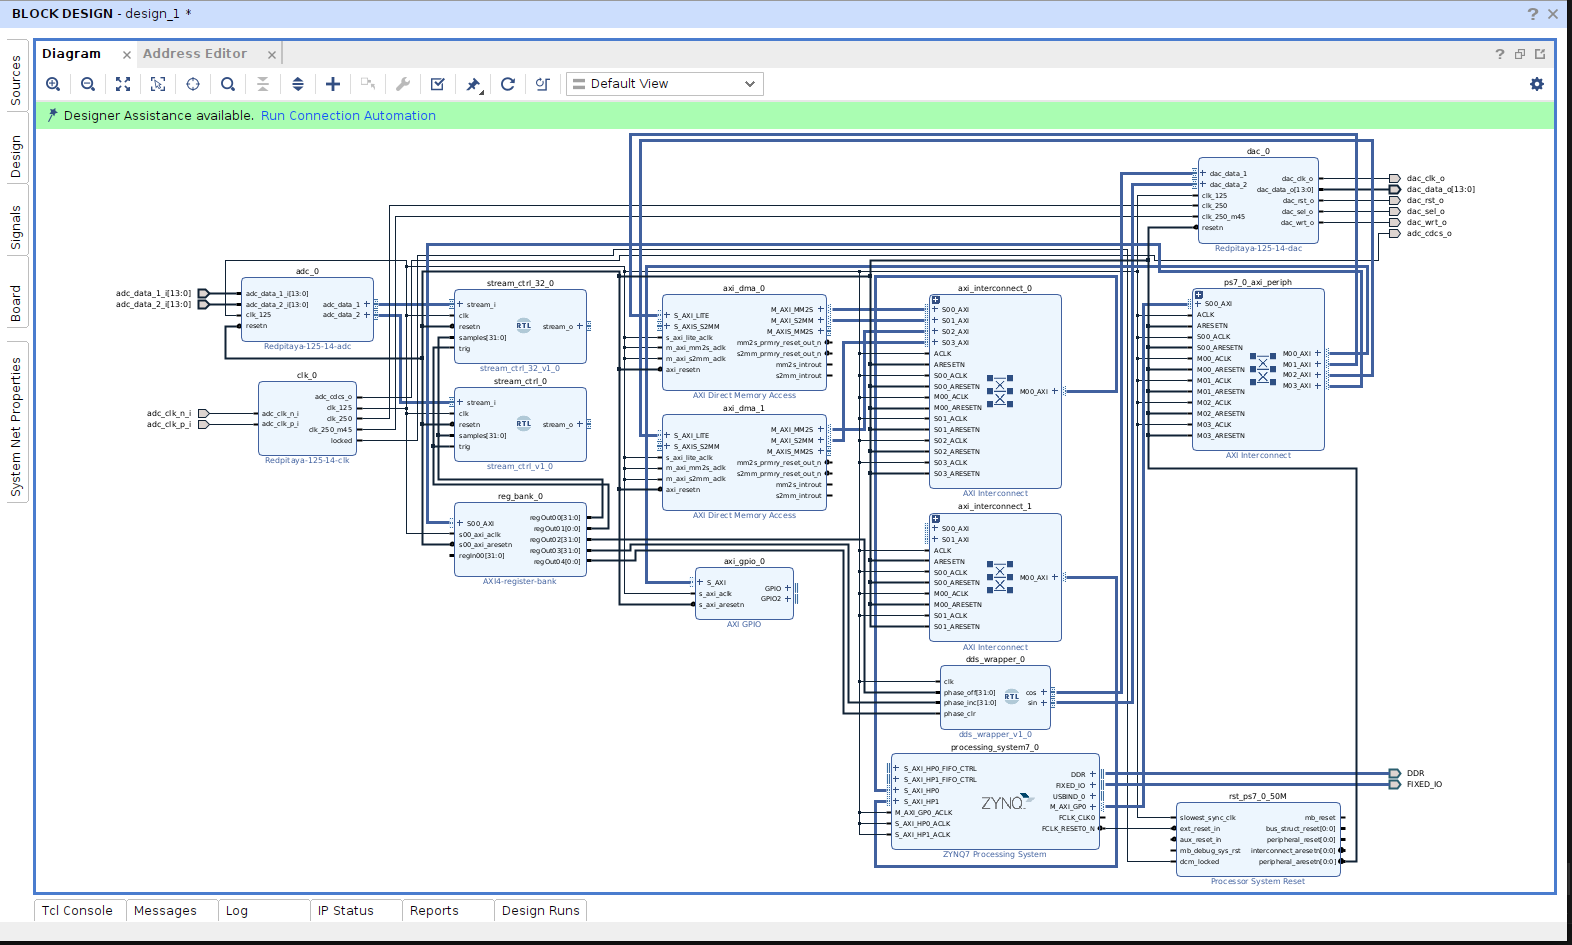 BLOCK DESIGN - design_1 *
Sources
Design
Signals
Board
System Net Properties
Diagram
Address Editor
Default View
Designer Assistance available. Run Connection Automation
adc_data_1_i[13:0]
adc_data_2_i[13:0]
adc_clk_n_i
adc_clk_p_i
adc_0
adc_data_1_i[13:0]
adc_data_2_i[13:0]
clk_125
resetn
adc_data_1
adc_data_2
Redpitaya-125-14-adc
clk_0
adc_clk_n_i
adc_clk_p_i
adc_cdcs_o
clk_125
clk_250
clk_250_m45
locked
Redpitaya-125-14-clk
stream_ctrl_32_0
stream_i
clk
resetn
samples[31:0]
trig
RTL
stream_o
stream_ctrl_32_v1_0
stream_ctrl_0
stream_i
clk
resetn
samples[31:0]
trig
RTL
stream_o
stream_ctrl_v1_0
reg_bank_0
S00_AXI
s00_axi_aclk
s00_axi_aresetn
regIn00[31:0]
regOut00[31:0]
regOut01[0:0]
regOut02[31:0]
regOut03[31:0]
regOut04[0:0]
AXI4-register-bank
axi_dma_0
S_AXI_LITE
S_AXIS_S2MM
s_axi_lite_aclk
m_axi_mm2s_aclk
m_axi_s2mm_aclk
axi_resetn
M_AXI_MM2S
M_AXI_S2MM
M_AXIS_MM2S
mm2s_prmry_reset_out_n
s2mm_prmry_reset_out_n
mm2s_introut
s2mm_introut
AXI Direct Memory Access
axi_dma_1
S_AXI_LITE
S_AXIS_S2MM
s_axi_lite_aclk
m_axi_mm2s_aclk
m_axi_s2mm_aclk
axi_resetn
M_AXI_MM2S
M_AXI_S2MM
M_AXIS_MM2S
mm2s_prmry_reset_out_n
s2mm_prmry_reset_out_n
mm2s_introut
s2mm_introut
AXI Direct Memory Access
axi_gpio_0
S_AXI
s_axi_aclk
s_axi_aresetn
GPIO
GPIO2
AXI GPIO
axi_interconnect_0
S00_AXI
S01_AXI
S02_AXI
S03_AXI
ACLK
ARESETN
S00_ACLK
S00_ARESETN
M00_ACLK
M00_ARESETN
S01_ACLK
S01_ARESETN
S02_ACLK
S02_ARESETN
S03_ACLK
S03_ARESETN
M00_AXI
AXI Interconnect
axi_interconnect_1
S00_AXI
S01_AXI
ACLK
ARESETN
S00_ACLK
S00_ARESETN
M00_ACLK
M00_ARESETN
S01_ACLK
S01_ARESETN
M00_AXI
AXI Interconnect
dds_wrapper_0
clk
phase_off[31:0]
phase_inc[31:0]
phase_clr
RTL
cos
sin
dds_wrapper_v1_0
processing_system7_0
S_AXI_HP0_FIFO_CTRL
S_AXI_HP1_FIFO_CTRL
S_AXI_HP0
S_AXI_HP1
M_AXI_GP0_ACLK
S_AXI_HP0_ACLK
S_AXI_HP1_ACLK
ZYNQ
DDR
FIXED_IO
USBIND_0
M_AXI_GP0
FCLK_CLK0
FCLK_RESET0_N
ZYNQ7 Processing System
dac_0
dac_data_1
dac_data_2
clk_125
clk_250
clk_250_m45
resetn
dac_clk_o
dac_data_o[13:0]
dac_rst_o
dac_sel_o
dac_wrt_o
Redpitaya-125-14-dac
dac_clk_o
dac_data_o[13:0]
dac_rst_o
dac_sel_o
dac_wrt_o
adc_cdcs_o
ps7_0_axi_periph
S00_AXI
ACLK
ARESETN
S00_ACLK
S00_ARESETN
M00_ACLK
M00_ARESETN
M01_ACLK
M01_ARESETN
M02_ACLK
M02_ARESETN
M03_ACLK
M03_ARESETN
M00_AXI
M01_AXI
M02_AXI
M03_AXI
AXI Interconnect
DDR
FIXED_IO
rst_ps7_0_50M
slowest_sync_clk
ext_reset_in
aux_reset_in
mb_debug_sys_rst
dcm_locked
mb_reset
bus_struct_reset[0:0]
peripheral_reset[0:0]
interconnect_aresetn[0:0]
peripheral_aresetn[0:0]
Processor System Reset
Tcl Console
Messages
Log
IP Status
Reports
Design Runs